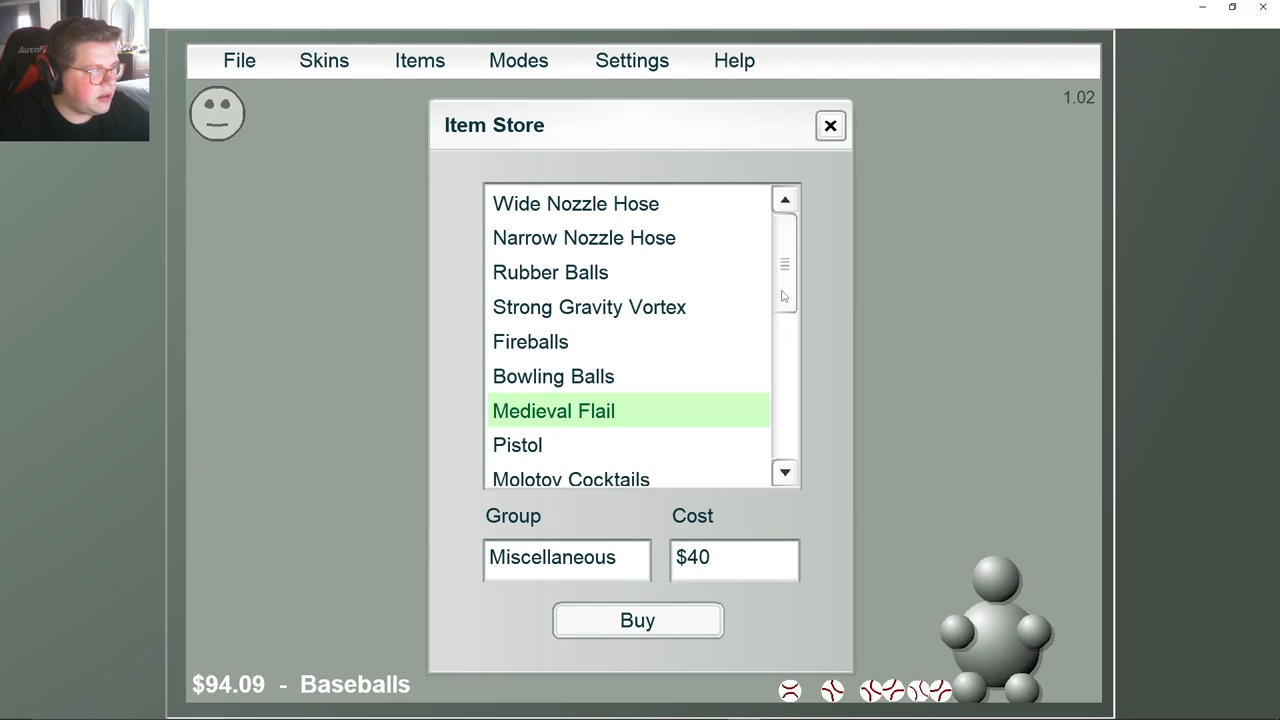 File Skins Items Modes Settings Help
1.02
Item Store
Wide Nozzle Hose
Narrow Nozzle Hose
Rubber Balls
Strong Gravity Vortex
Fireballs
Bowling Balls
Medieval Flail
Pistol
Molotov Cocktails
Group Cost
Miscellaneous $40
Buy
$94.09 - Baseballs